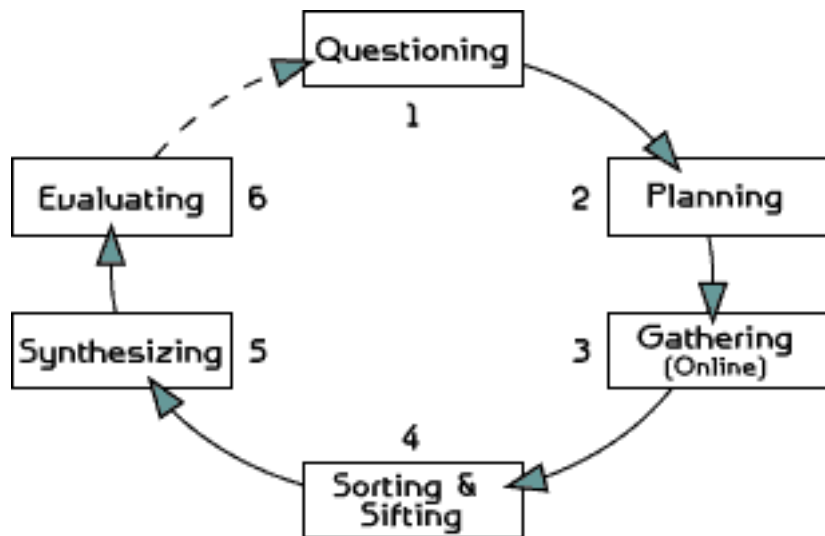 Questioning
1
Evaluating
6
2
Planning
Synthesizing
5
3
Gathering
(Online)
4
Sorting &
Sifting